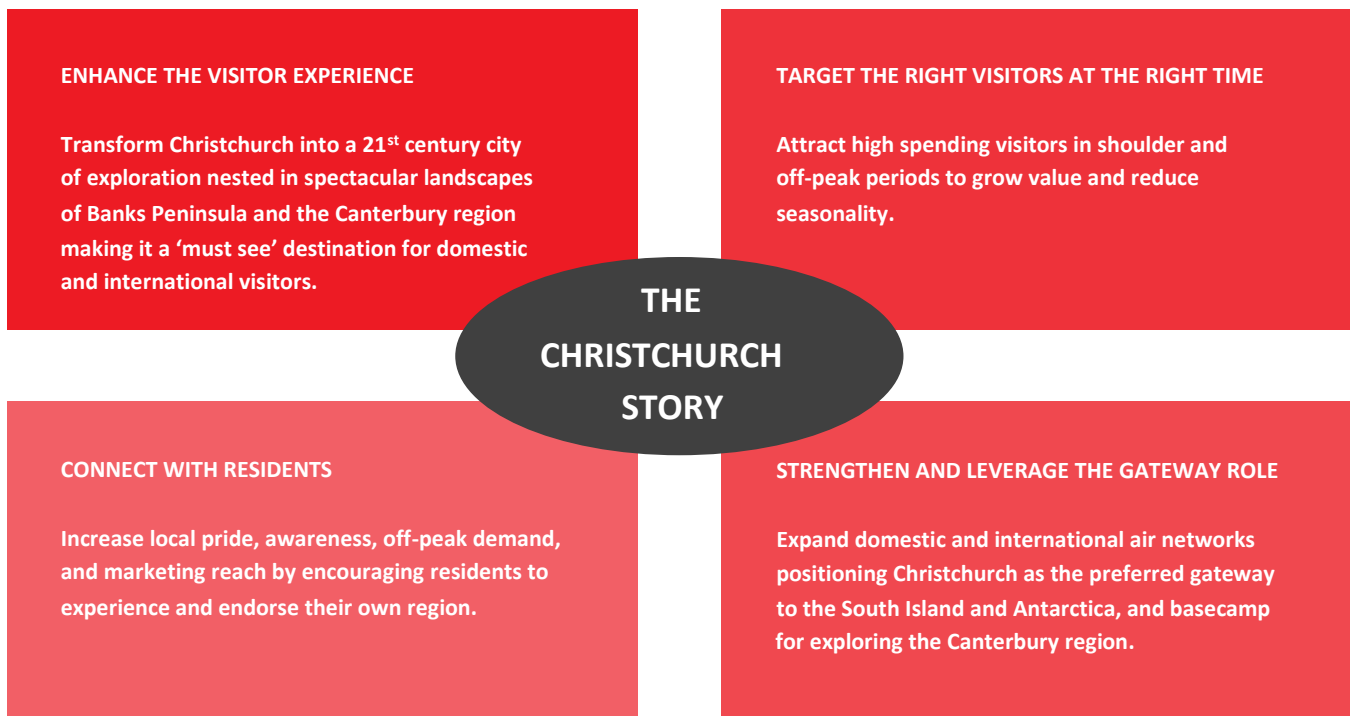 ENHANCE THE VISITOR EXPERIENCE
Transform Christchurch into a 21st century city
of exploration nested in spectacular landscapes
of Banks Peninsula and the Canterbury region
making it a ‘must see’ destination for domestic
and international visitors.
TARGET THE RIGHT VISITORS AT THE RIGHT TIME
Attract high spending visitors in shoulder and
off-peak periods to grow value and reduce
seasonality.
THE
CHRISTCHURCH
STORY
CONNECT WITH RESIDENTS
Increase local pride, awareness, off-peak demand,
and marketing reach by encouraging residents to
experience and endorse their own region.
STRENGTHEN AND LEVERAGE THE GATEWAY ROLE
Expand domestic and international air networks
positioning Christchurch as the preferred gateway
to the South Island and Antarctica, and basecamp
for exploring the Canterbury region.